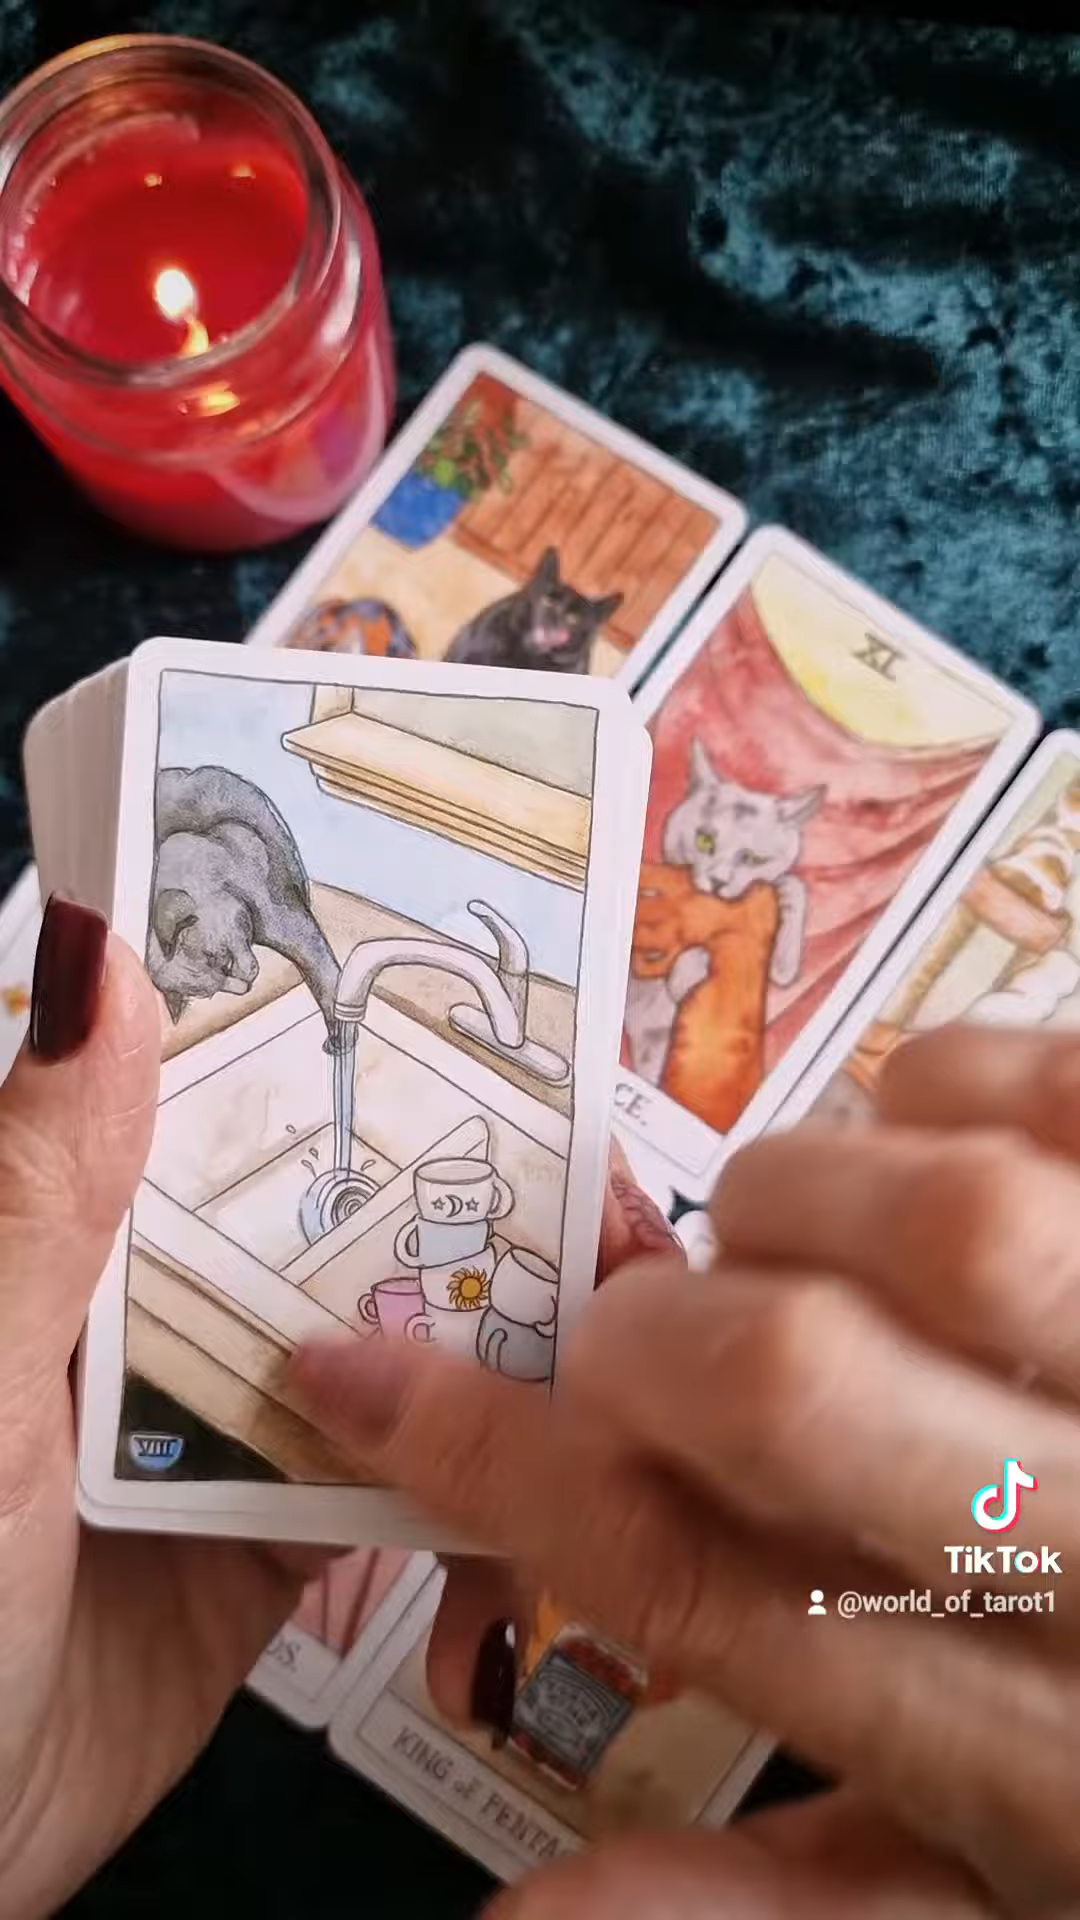 XI
CE.
VIII
DS.
KING of PENTA
TikTok
@world_of_tarot1